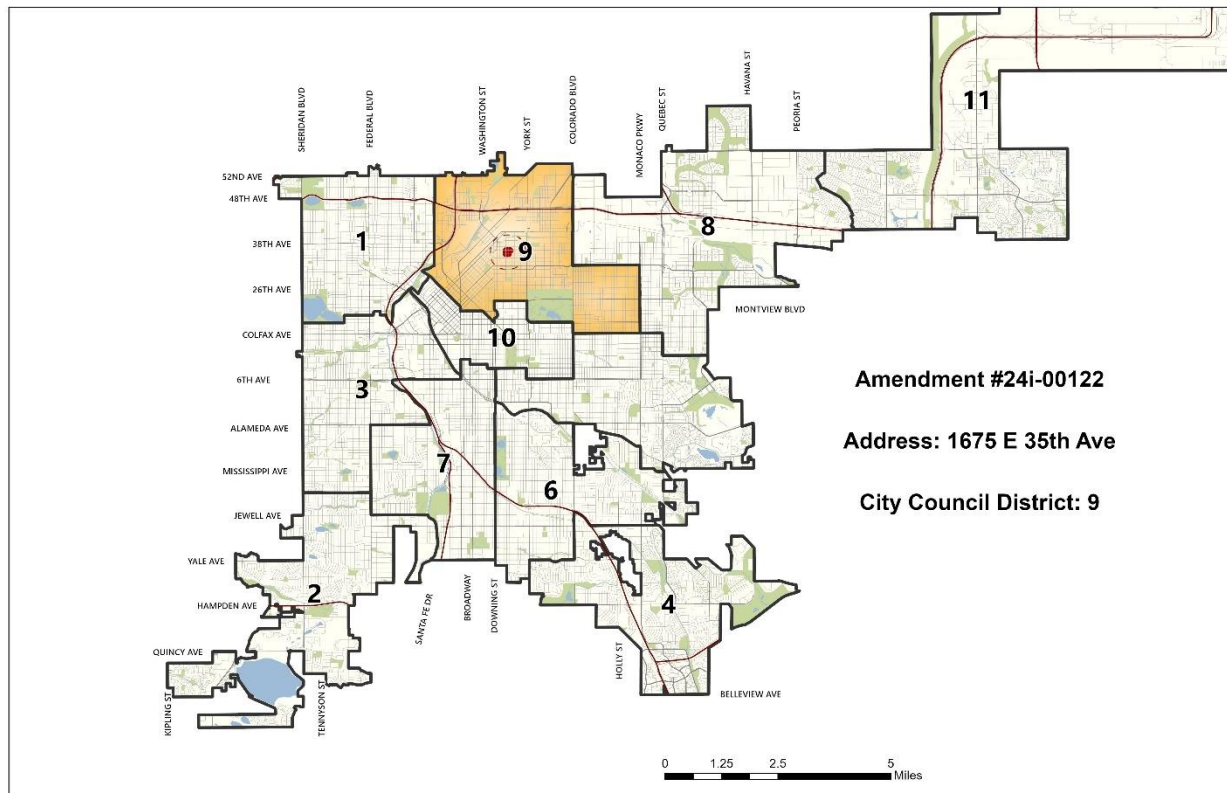 SHERIDAN BLVD
FEDERAL BLVD
WASHINGTON ST
YORK ST
COLORADO BLVD
MONACO PKWY
QUEBEC ST
HAVANA ST
PEORIA ST
11
52ND AVE
48TH AVE
1
8
38TH AVE
9
26TH AVE
MONTVIEW BLVD
COLFAX AVE
10
6TH AVE
3
Amendment #24i-00122
ALAMEDA AVE
Address: 1675 E 35th Ave
MISSISSIPPI AVE
7
6
City Council District: 9
JEWELL AVE
YALE AVE
2
HAMPDEN AVE
4
SANTA FE DR
BROADWAY
DOWNING ST
HOLLY ST
QUINCY AVE
KIPLING ST
TENNYSON ST
BELLEVIEW AVE
0 1.25 2.5 5
Miles